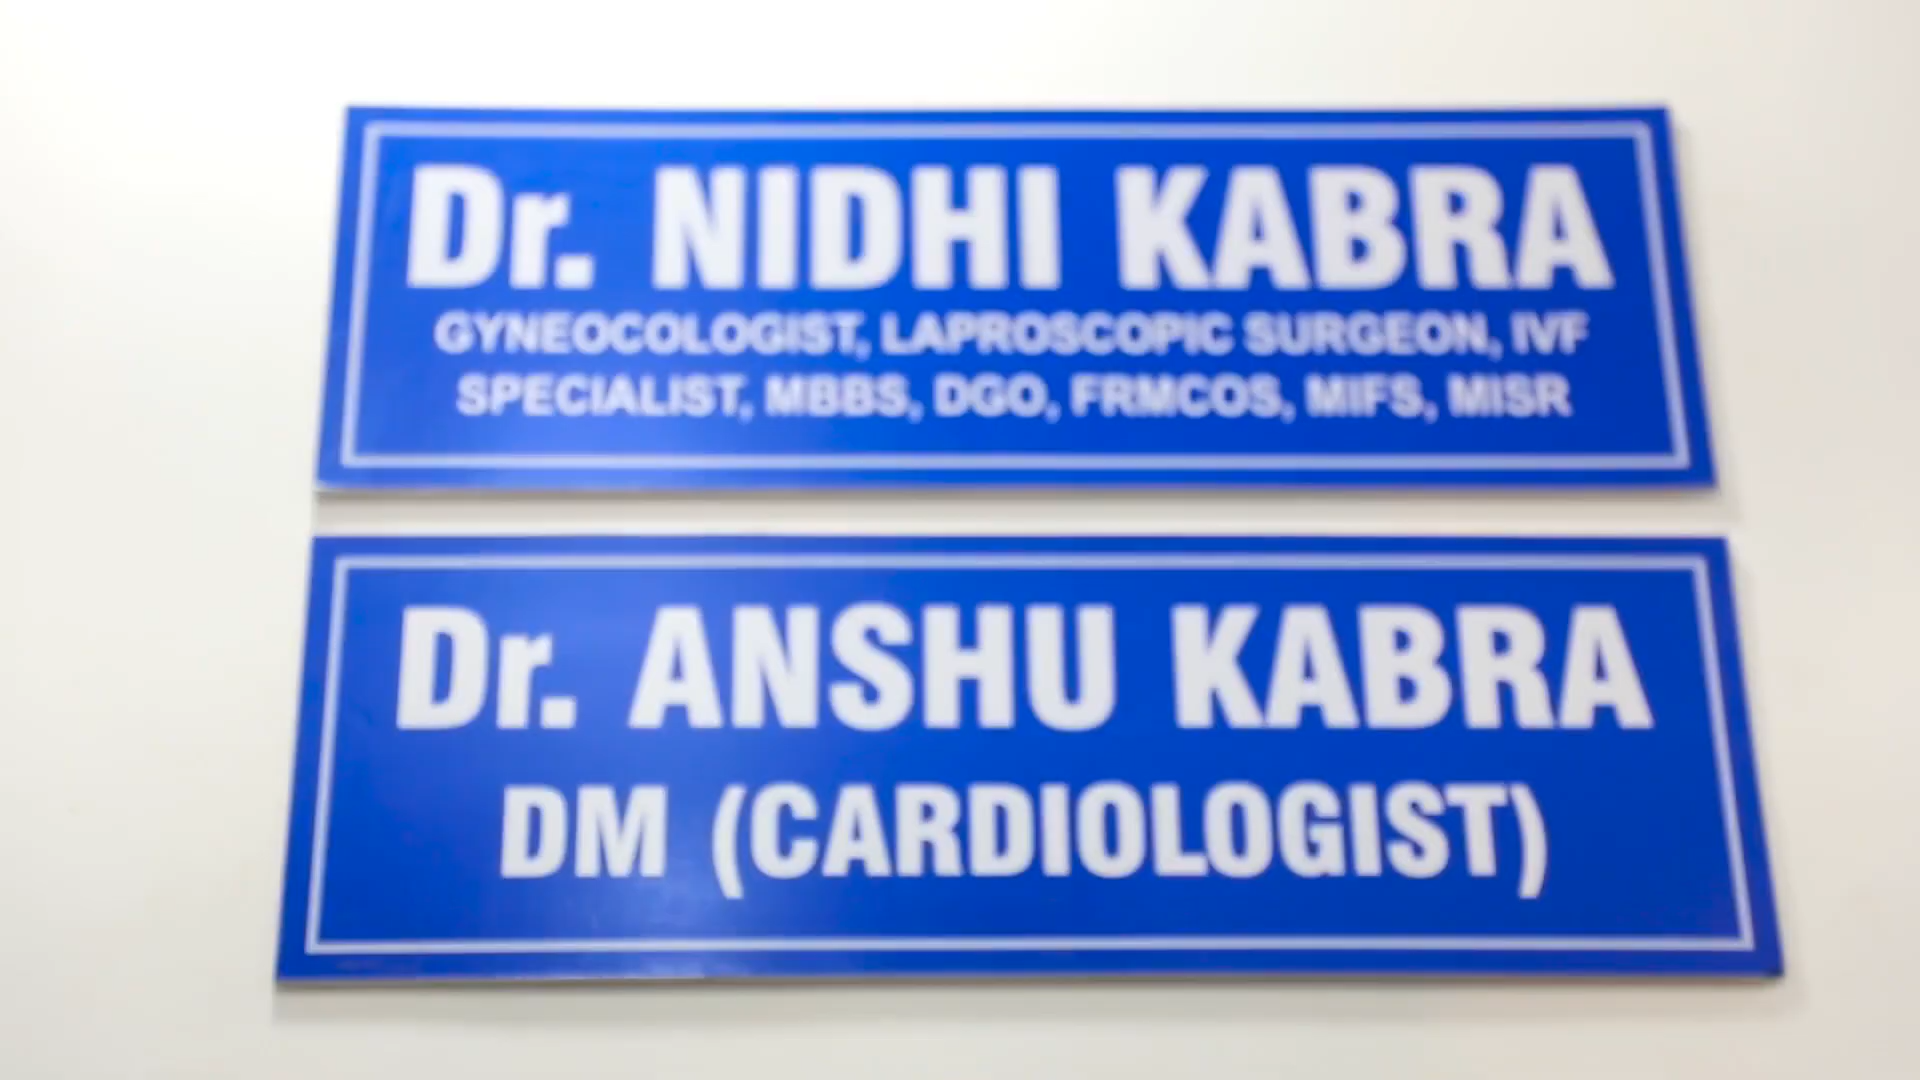 Dr. NIDHI KABRA
GYNEOCOLOGIST, LAPROSCOPIC SURGEON, IVF
SPECIALIST, MBBS, DGO, FRMCOS, MIFS, MISR
Dr. ANSHU KABRA
DM (CARDIOLOGIST)